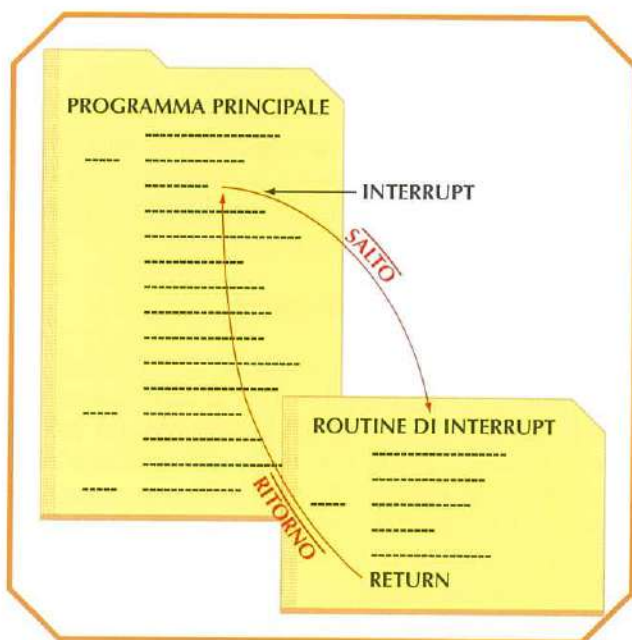 PROGRAMMA PRINCIPALE
INTERRUPT
SALTO
ROUTINE DI INTERRUPT
RITORNO
RETURN